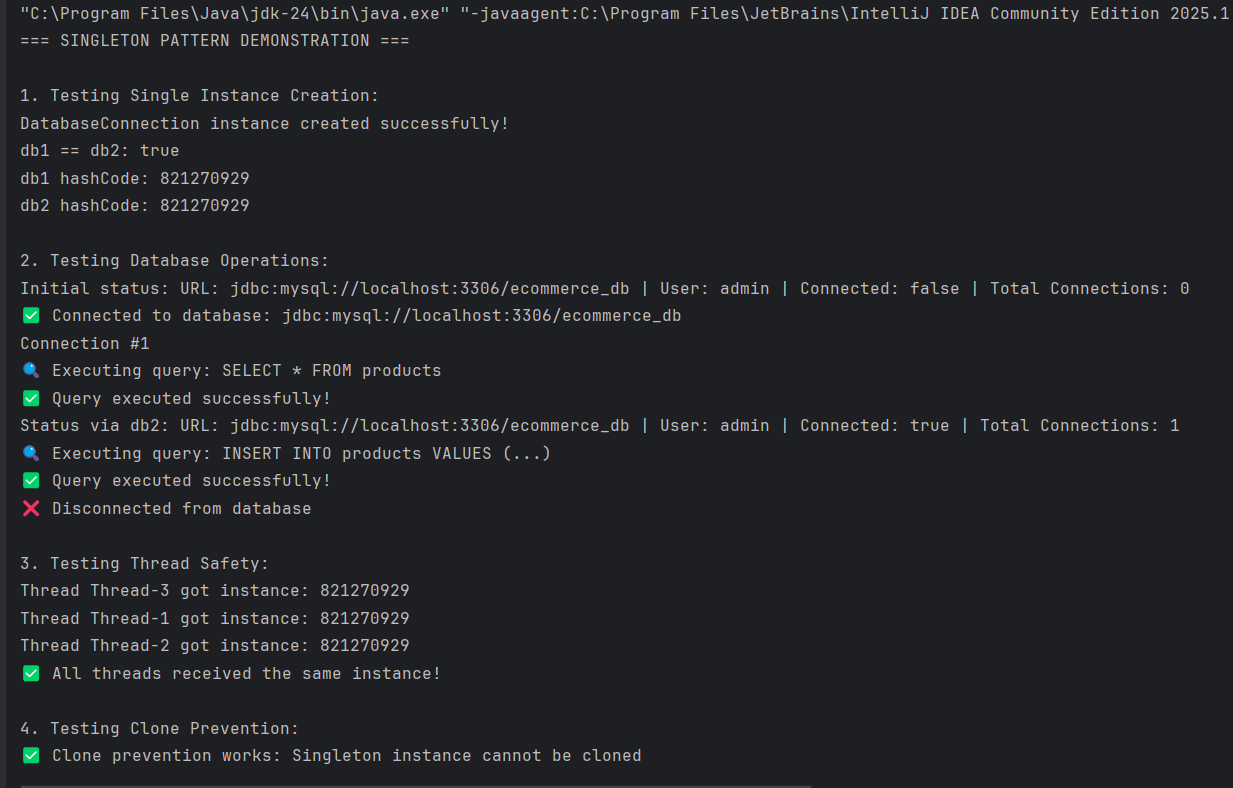 "C:\Program Files\Java\jdk-24\bin\java.exe" "-javaagent:C:\Program Files\JetBrains\IntelliJ IDEA Community Edition 2025.1
=== SINGLETON PATTERN DEMONSTRATION ===
1. Testing Single Instance Creation:
DatabaseConnection instance created successfully!
db1 == db2: true
db1 hashCode: 821270929
db2 hashCode: 821270929
2. Testing Database Operations:
Initial status: URL: jdbc:mysql://localhost:3306/ecommerce_db | User: admin | Connected: false | Total Connections: 0
✅ Connected to database: jdbc:mysql://localhost:3306/ecommerce_db
Connection #1
🔍 Executing query: SELECT * FROM products
✅ Query executed successfully!
Status via db2: URL: jdbc:mysql://localhost:3306/ecommerce_db | User: admin | Connected: true | Total Connections: 1
🔍 Executing query: INSERT INTO products VALUES (...)
✅ Query executed successfully!
❌ Disconnected from database
3. Testing Thread Safety:
Thread Thread-3 got instance: 821270929
Thread Thread-1 got instance: 821270929
Thread Thread-2 got instance: 821270929
✅ All threads received the same instance!
4. Testing Clone Prevention:
✅ Clone prevention works: Singleton instance cannot be cloned